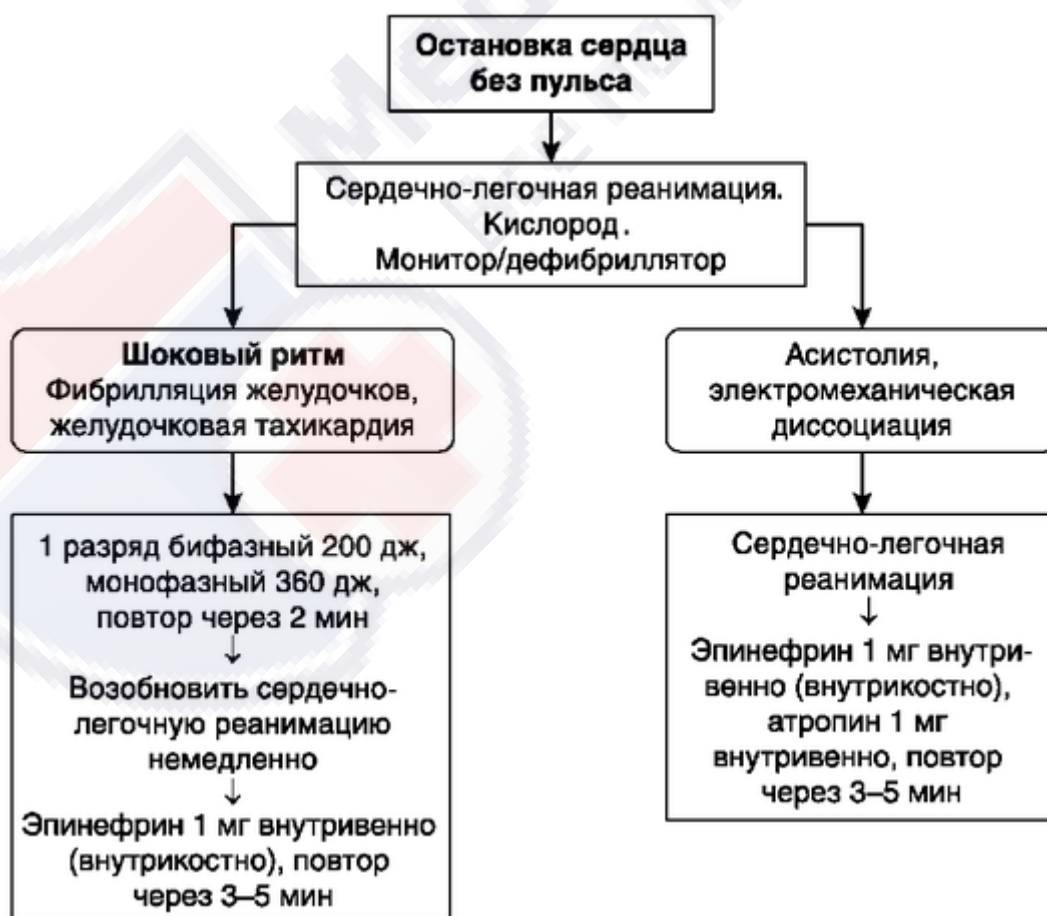 Остановка сердца
без пульса
Сердечно-легочная реанимация.
Кислород.
Монитор/дефибриллятор
Шоковый ритм
Фибрилляция желудочков,
желудочковая тахикардия
1 разряд бифазный 200 дж,
монофазный 360 дж,
повтор через 2 мин
↓
Возобновить сердечно-
легочную реанимацию
немедленно
↓
Эпинефрин 1 мг внутривенно
(внутрикостно), повтор
через 3–5 мин
Асистолия,
электромеханическая
диссоциация
Сердечно-легочная
реанимация
↓
Эпинефрин 1 мг внутри-
венно (внутрикостно),
атропин 1 мг
внутривенно, повтор
через 3–5 мин